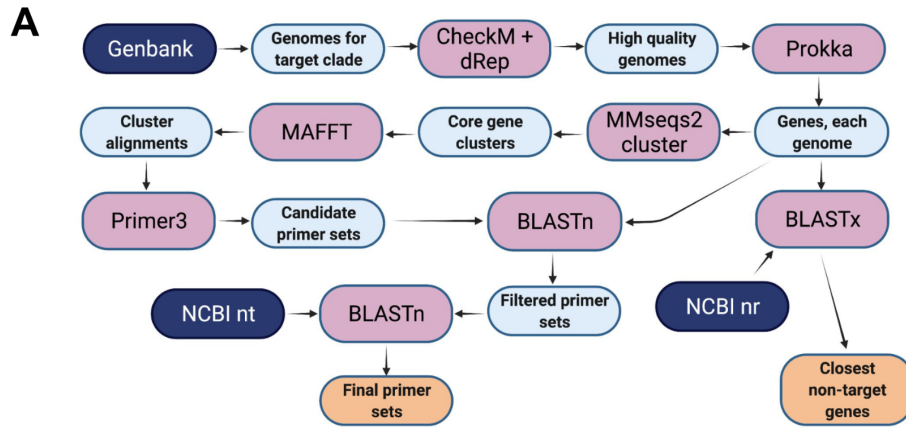 A
Genbank
Genomes for
target clade
CheckM +
dRep
High quality
genomes
Prokka
Cluster
alignments
MAFFT
Core gene
clusters
MMseqs2
cluster
Genes, each
genome
Primer3
Candidate
primer sets
BLASTn
BLASTx
NCBI nt
BLASTn
Filtered primer
sets
NCBI nr
Final primer
sets
Closest
non-target
genes